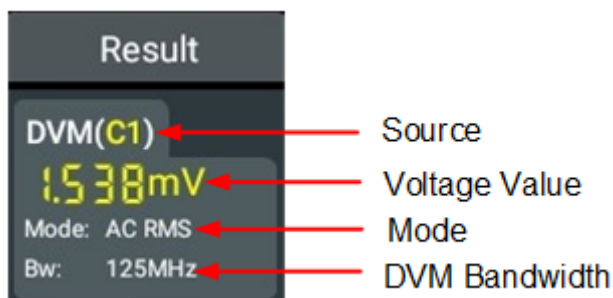 Result
DVM(C1)
Source
1.538mV
Voltage Value
Mode: AC RMS
Mode
Bw: 125MHz
DVM Bandwidth